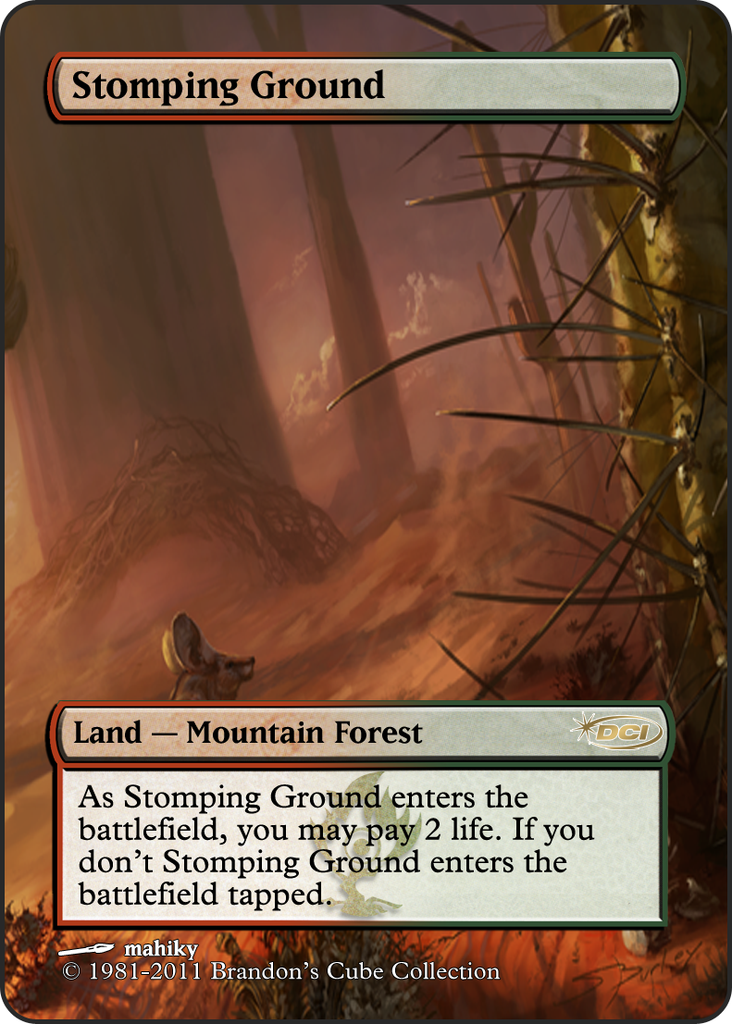 Stomping Ground
Land — Mountain Forest
DCI
As Stomping Ground enters the
battlefield, you may pay 2 life. If you
don't Stomping Ground enters the
battlefield tapped.
mahiky
© 1981-2011 Brandon's Cube Collection